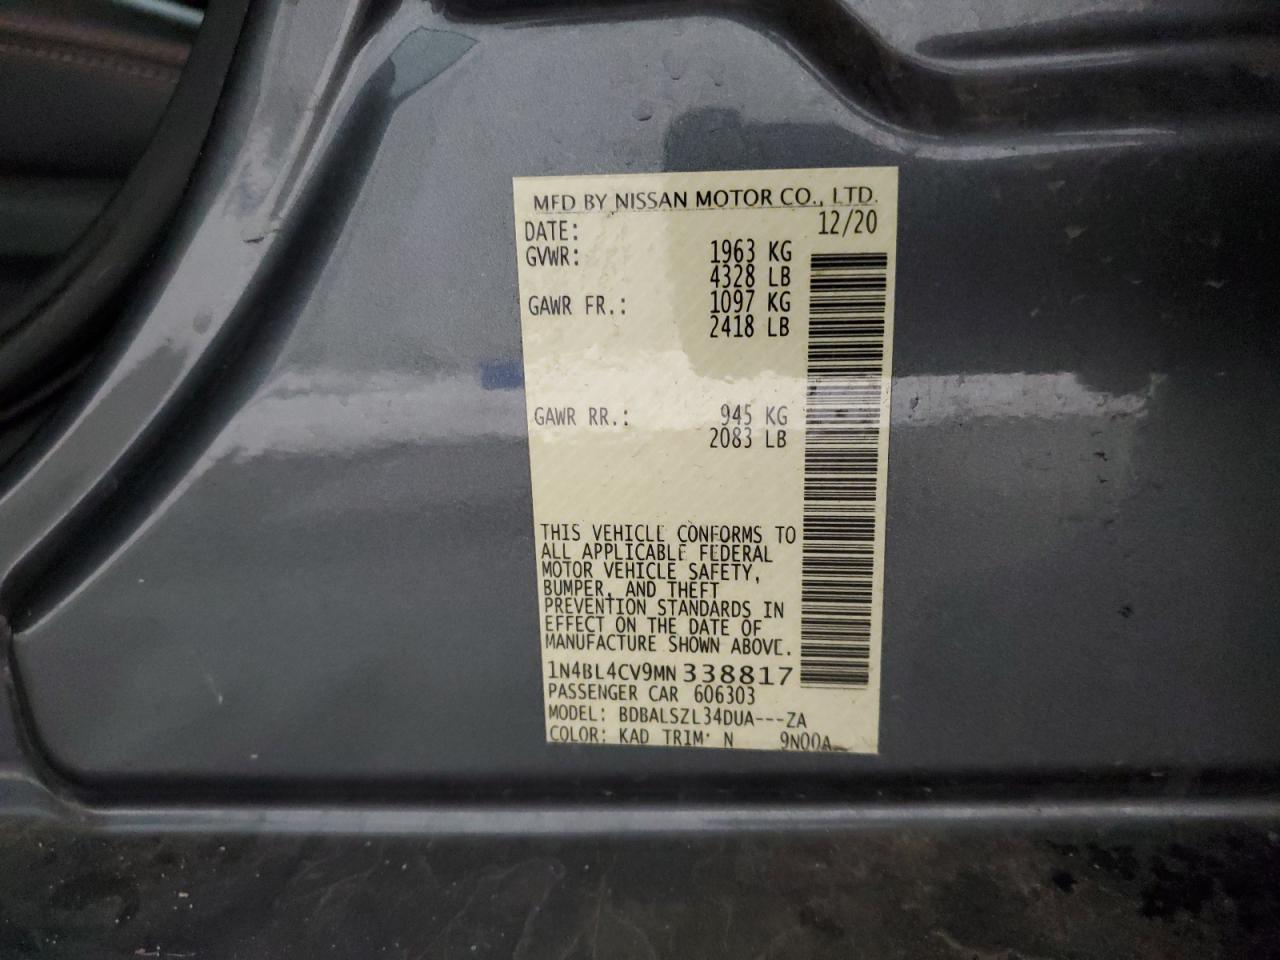 MFD BY NISSAN MOTOR CO., LTD.
DATE: 12/20
GVWR: 1963 KG
4328 LB
GAWR FR.: 1097 KG
2418 LB
GAWR RR.: 945 KG
2083 LB
THIS VEHICLE CONFORMS TO
ALL APPLICABLE FEDERAL
MOTOR VEHICLE SAFETY,
BUMPER, AND THEFT
PREVENTION STANDARDS IN
EFFECT ON THE DATE OF
MANUFACTURE SHOWN ABOVE.
1N4BL4CV9MN338817
PASSENGER CAR 606303
MODEL: BDBALSZL34DUA---ZA
COLOR: KAD TRIM: N 9N00A